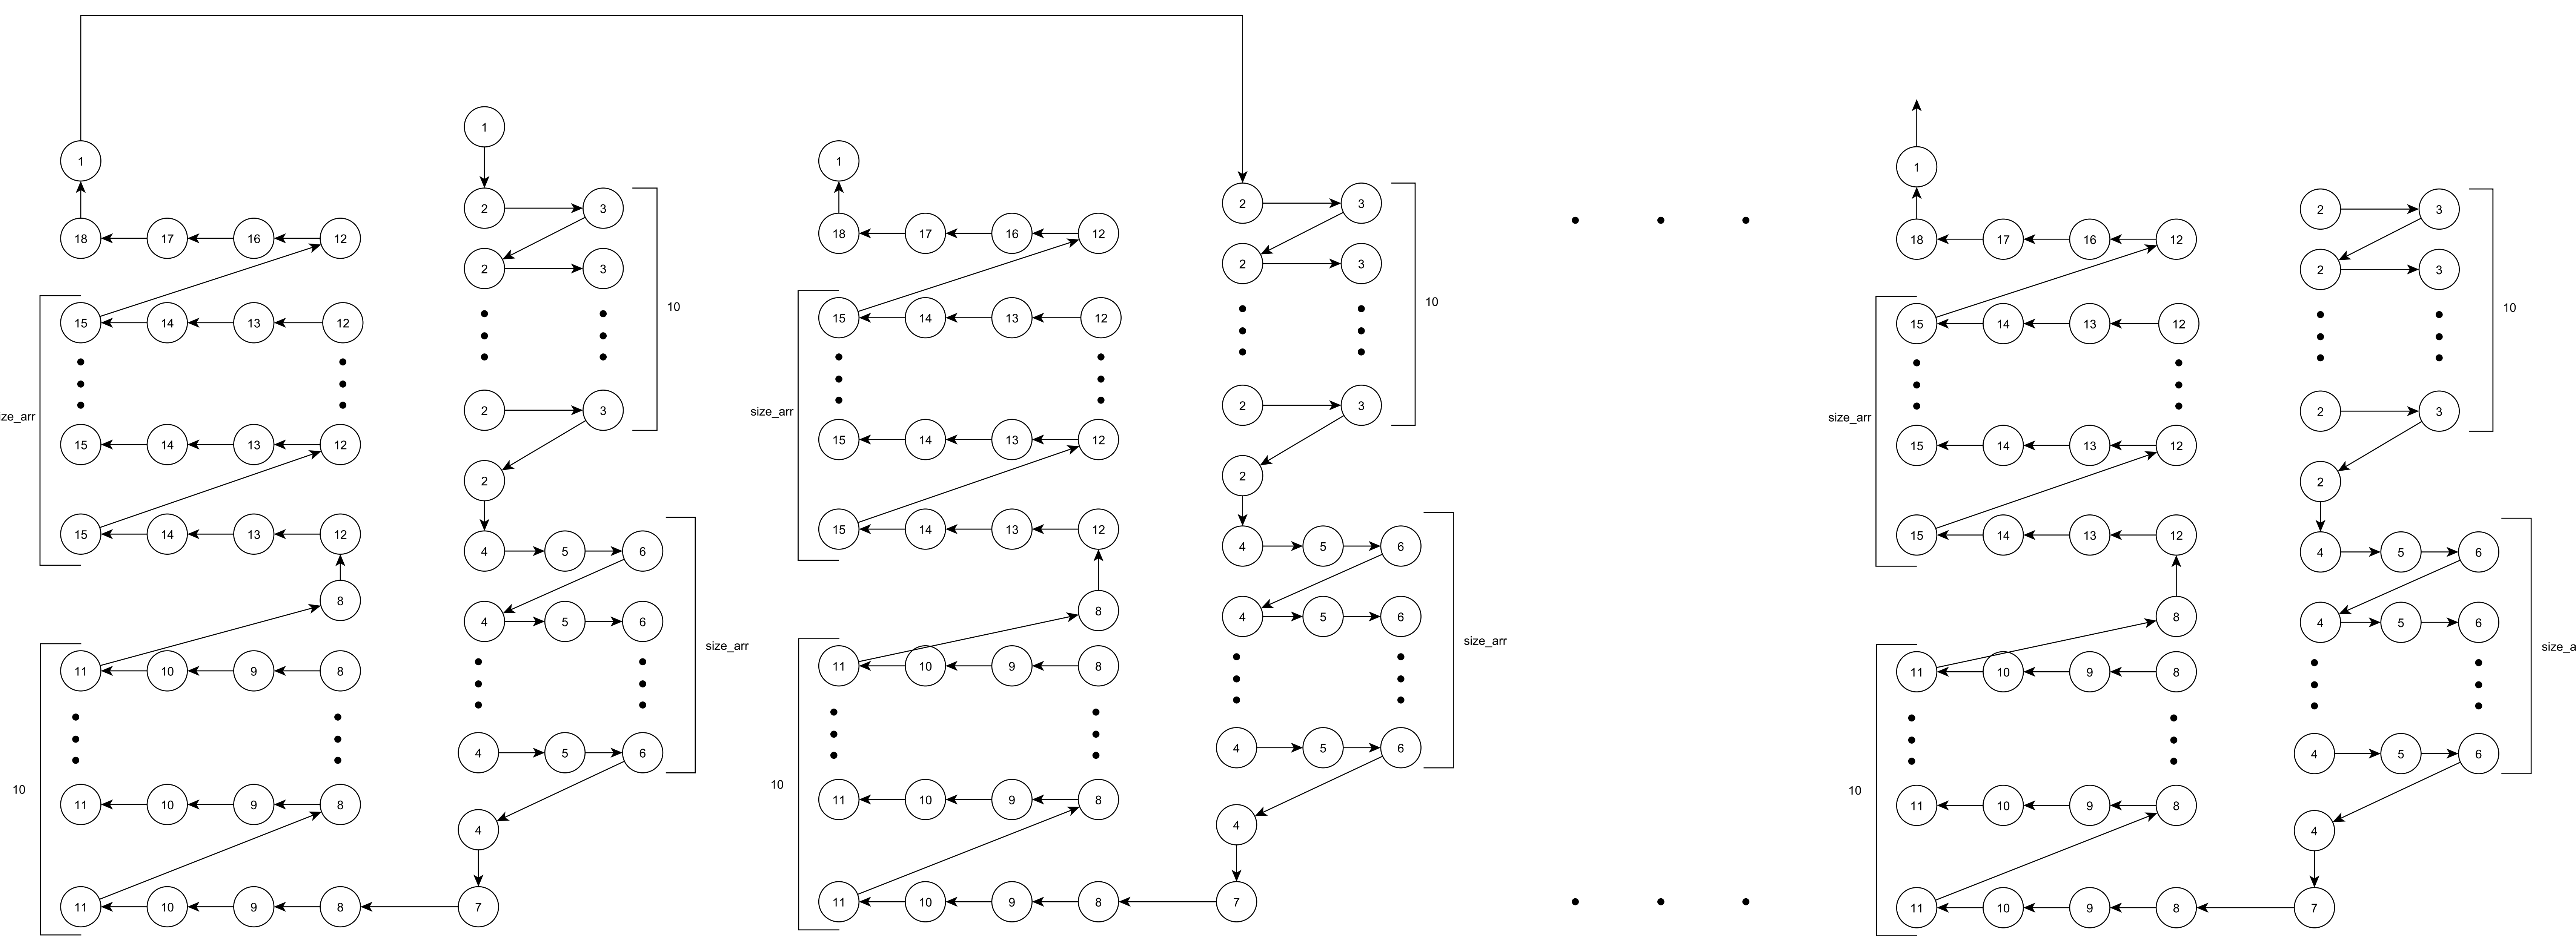 1
1 1 1
2 3 2 3 2 3
18 17 16 12 18 17 16 12 18 17 16 12
2 3 2 3 2 3
10 10 10
15 14 13 12 15 14 13 12 15 14 13 12
ize_arr 2 3 size_arr 2 3 size_arr 2 3
15 14 13 12 15 14 13 12 15 14 13 12
2 2 2
15 14 13 12 15 14 13 12 15 14 13 12
4 5 6 4 5 6 4 5 6
8 8 8
4 5 6 4 5 6 4 5 6
size_arr size_arr size_a
11 10 9 8 11 10 9 8 11 10 9 8
4 5 6 4 5 6 4 5 6
10 10 10
11 10 9 8 11 10 9 8 11 10 9 8
4 4 4
11 10 9 8 7 11 10 9 8 7 11 10 9 8 7